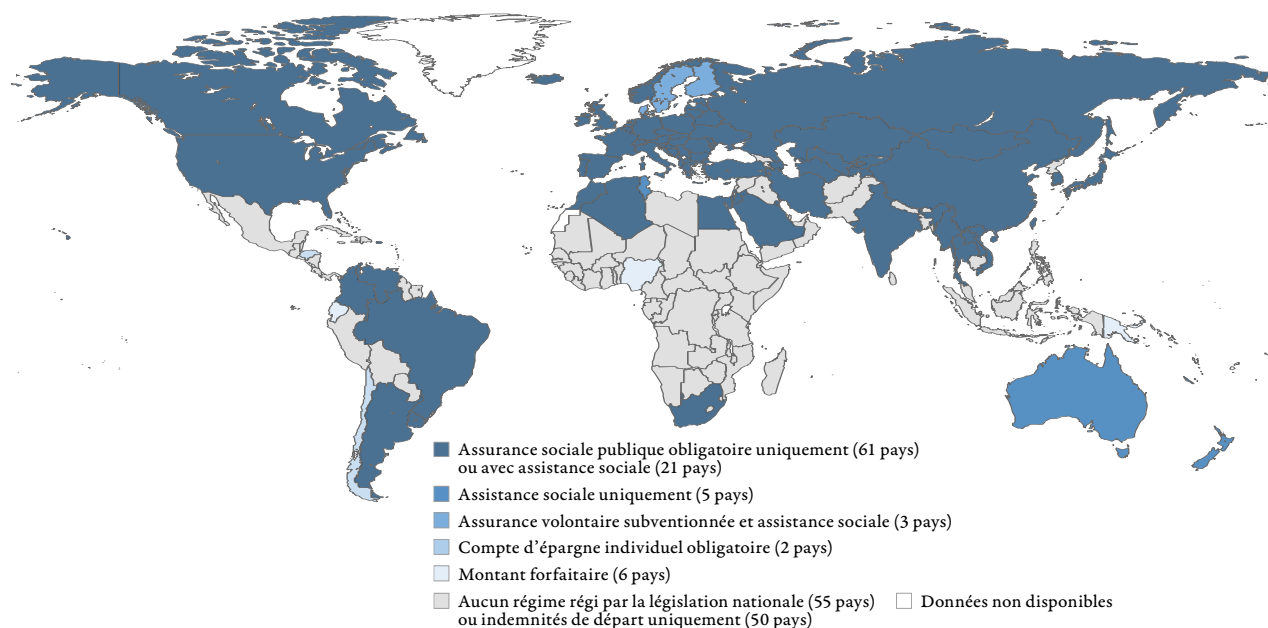 Assurance sociale publique obligatoire uniquement (61 pays)
ou avec assistance sociale (21 pays)
Assistance sociale uniquement (5 pays)
Assurance volontaire subventionnée et assistance sociale (3 pays)
Compte d’épargne individuel obligatoire (2 pays)
Montant forfaitaire (6 pays)
Aucun régime régi par la législation nationale (55 pays)
ou indemnités de départ uniquement (50 pays)
Données non disponibles